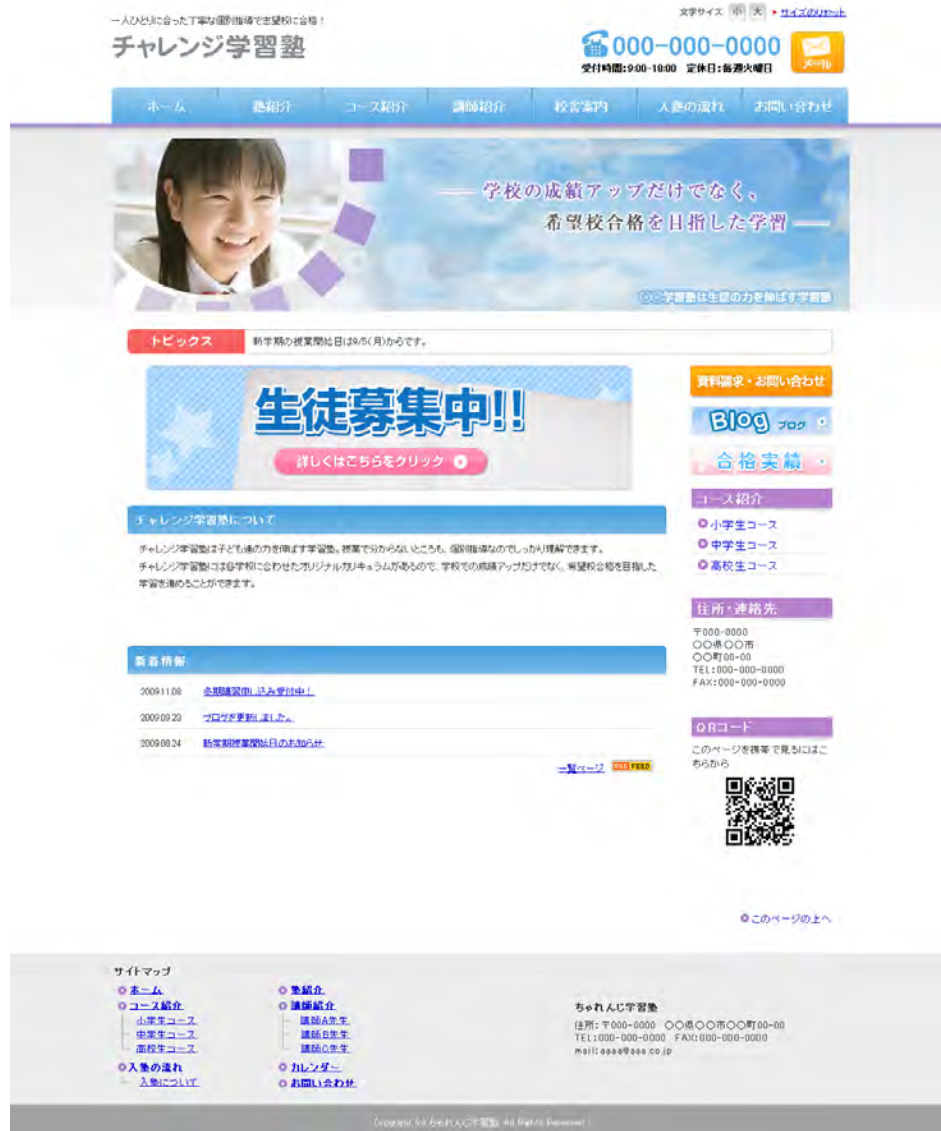 一人ひとりに合った丁寧な個別指導で志望校に合格！
文字サイズ 小 大 サイズのリセット
チャレンジ学習塾
000-000-0000
メール
受付時間:9:00-18:00 定休日:毎週火曜日
ホーム 塾紹介 コース紹介 講師紹介 校舎案内 入塾の流れ お問い合わせ
学校の成績アップだけでなく、
希望校合格を目指した学習
○○学習塾は生徒の力を伸ばす学習塾
トピックス 新学期の授業開始日は9/5(月)からです。
生徒募集中!!
詳しくはこちらをクリック
資料請求・お問い合わせ
Blog ブログ
合格実績
チャレンジ学習塾について
チャレンジ学習塾は子ども達の力を伸ばす学習塾。授業で分からないところも、個別指導なのでしっかり理解できます。
チャレンジ学習塾には各学校に合わせたオリジナルカリキュラムがあるので、学校での成績アップだけでなく、希望校合格を目指した
学習を進めることができます。
新着情報
2009.11.08 冬期講習申し込み受付中！
2009.09.23 ブログを更新しました。
2009.08.24 新学期授業開始日のお知らせ
一覧ページ RSS FEED
コース紹介
小学生コース
中学生コース
高校生コース
住所・連絡先
〒000-0000
○○県○○市
○○町00-00
TEL:000-000-0000
FAX:000-000-0000
QRコード
このページを携帯で見るにはこ
ちらから
このページの上へ
サイトマップ
ホーム
コース紹介
小学生コース
中学生コース
高校生コース
入塾の流れ
入塾について
塾紹介
講師紹介
講師A先生
講師B先生
講師C先生
カレンダー
お問い合わせ
ちゃれんじ学習塾
住所: 〒000-0000 ○○県○○市○○町00-00
TEL:000-000-0000 FAX:000-000-0000
mail:aaaa@aaa.co.jp
ちゃれんじ学習塾 All Rights Reserved